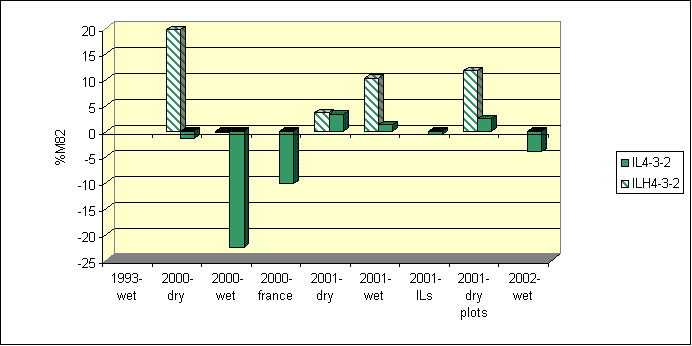 20
15
10
5
0
-5
-10
-15
-20
-25
%M82
1993-
wet
2000-
dry
2000-
wet
2000-
france
2001-
dry
2001-
wet
2001-
ILs
2001-
dry
plots
2002-
wet
IL4-3-2
ILH4-3-2